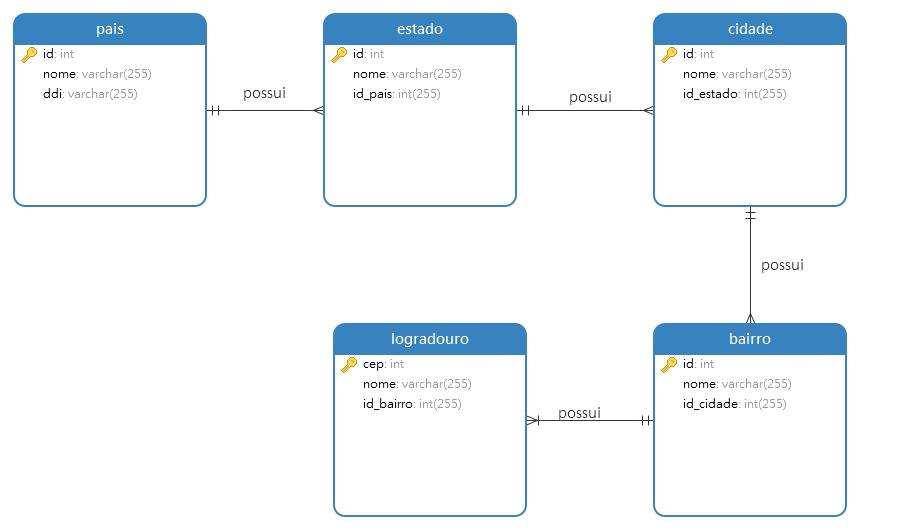 pais
id: int
nome: varchar(255)
ddi: varchar(255)
possui
estado
id: int
nome: varchar(255)
id_pais: int(255)
possui
cidade
id: int
nome: varchar(255)
id_estado: int(255)
possui
logradouro
cep: int
nome: varchar(255)
id_bairro: int(255)
possui
bairro
id: int
nome: varchar(255)
id_cidade: int(255)